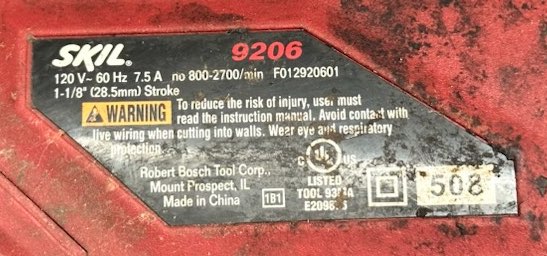 SKIL® 9206
120 V~ 60 Hz 7.5 A no 800-2700/min F012920601
1-1/8" (28.5mm) Stroke
WARNING To reduce the risk of injury, user must
read the instruction manual. Avoid contact with
live wiring when cutting into walls. Wear eye and respiratory
protection.
C UL US
Robert Bosch Tool Corp., LISTED
Mount Prospect, IL TOOL
Made in China 1B1 508